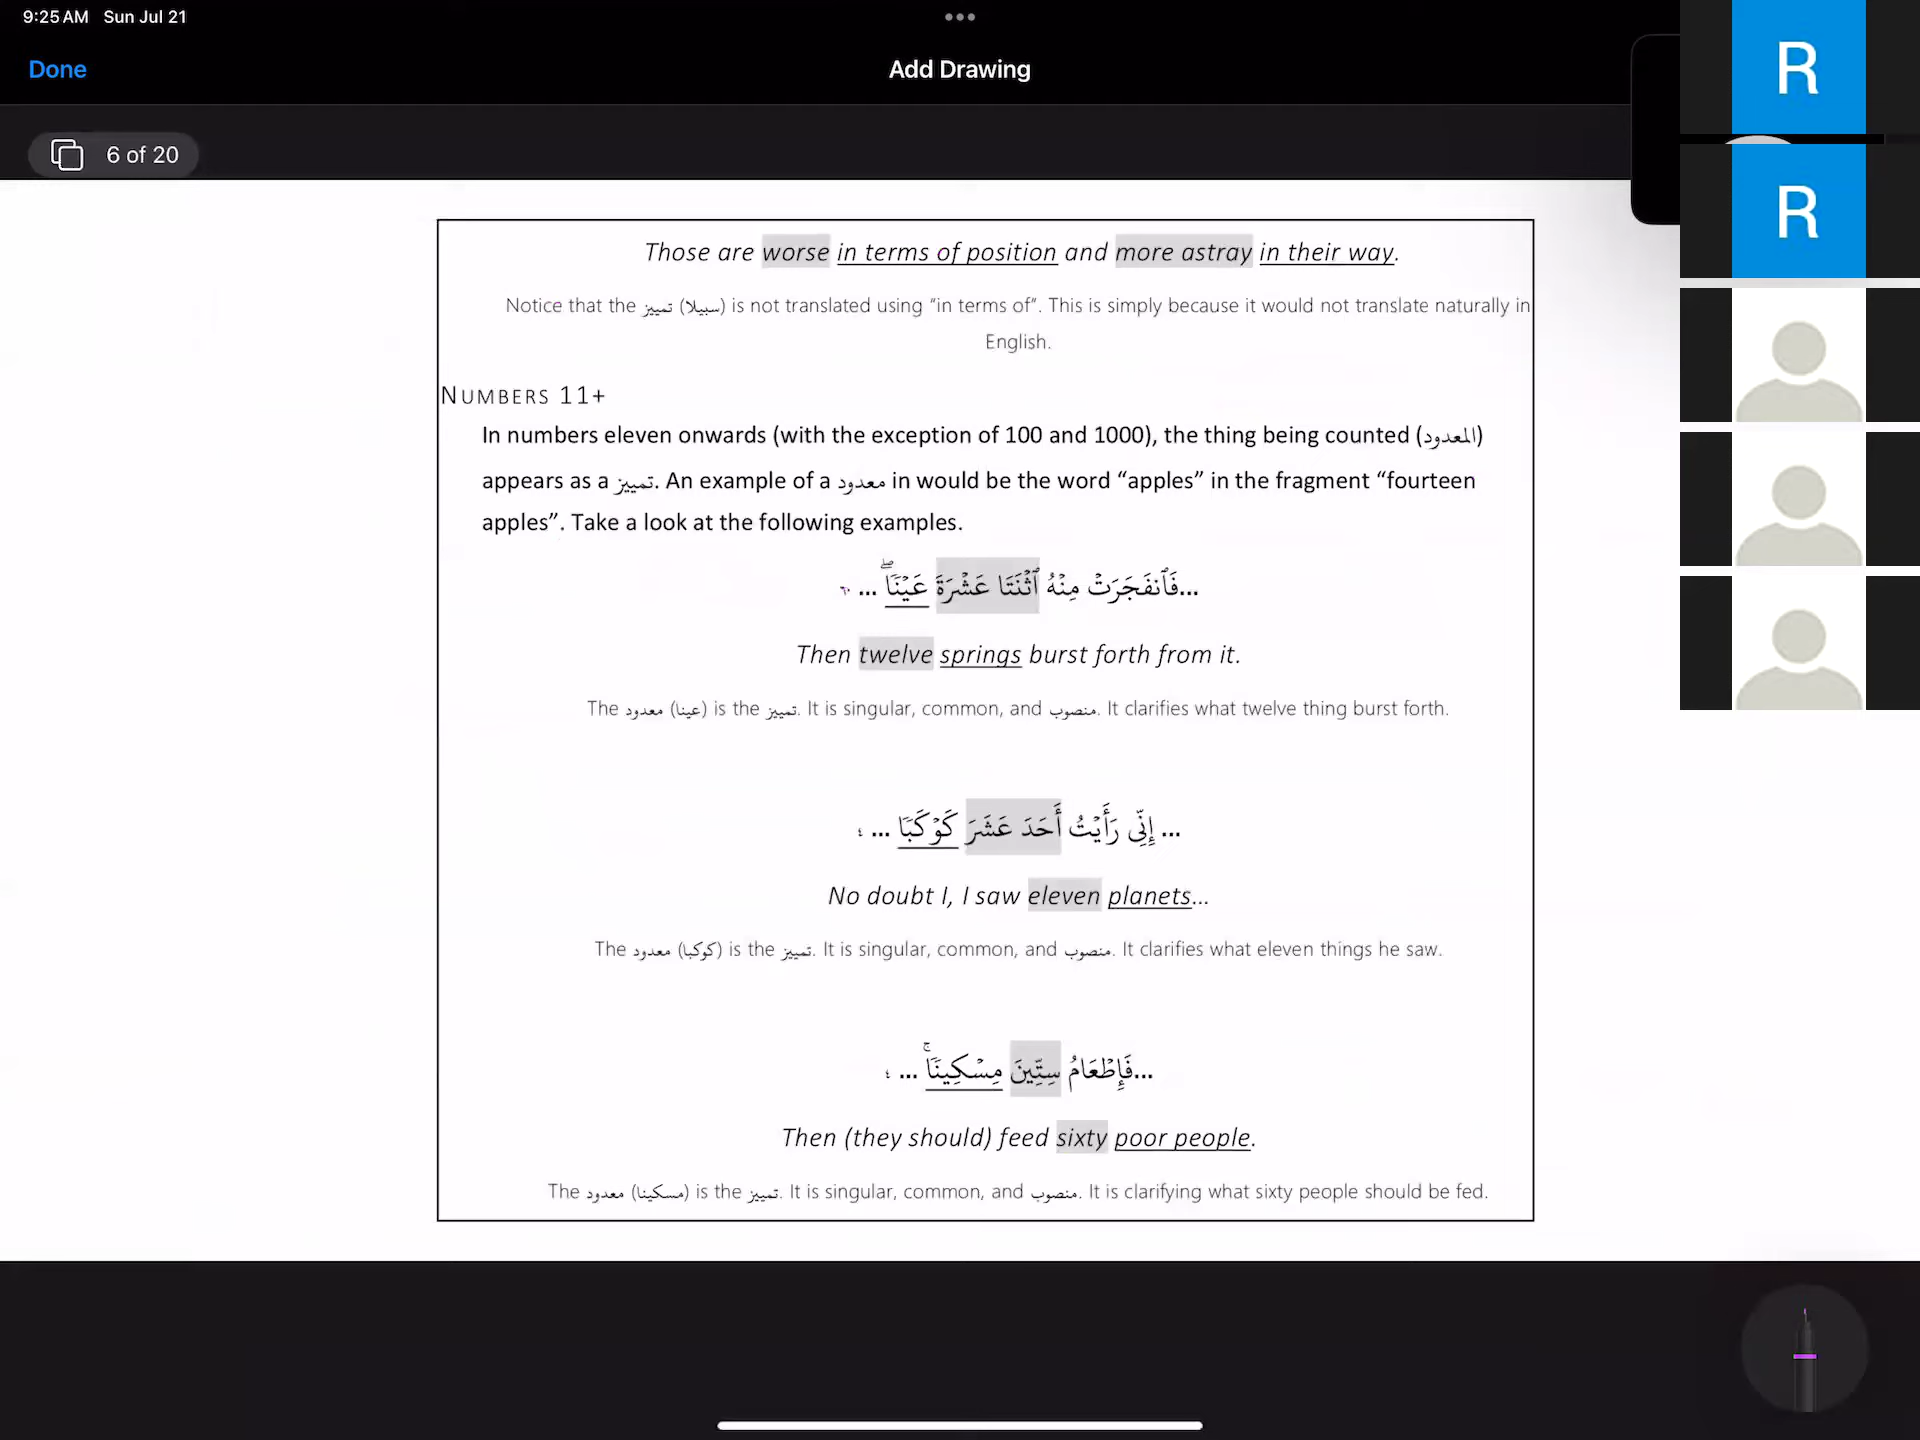 9:25 AM Sun Jul 21
Done
Add Drawing
6 of 20
R
R
Those are worse in terms of position and more astray in their way.
Notice that the تمييز (سبيلا) is not translated using “in terms of”. This is simply because it would not translate naturally in
English.
NUMBERS 11+
In numbers eleven onwards (with the exception of 100 and 1000), the thing being counted (المعدود)
appears as a تمييز. An example of a معدود in would be the word “apples” in the fragment “fourteen
apples”. Take a look at the following examples.
...فَٱنفَجَرَتْ مِنْهُ ٱثْنَتَا عَشْرَةَ عَيْنًاۖ ... ٦٠
Then twelve springs burst forth from it.
The معدود (عينا) is the تمييز. It is singular, common, and منصوب. It clarifies what twelve thing burst forth.
... إِنِّى رَأَيْتُ أَحَدَ عَشَرَ كَوْكَبًا ... ٤
No doubt I, I saw eleven planets...
The معدود (كوكبا) is the تمييز. It is singular, common, and منصوب. It clarifies what eleven things he saw.
...فَإِطْعَامُ سِتِّينَ مِسْكِينًاۚ ... ٤
Then (they should) feed sixty poor people.
The معدود (مسكينا) is the تمييز. It is singular, common, and منصوب. It is clarifying what sixty people should be fed.